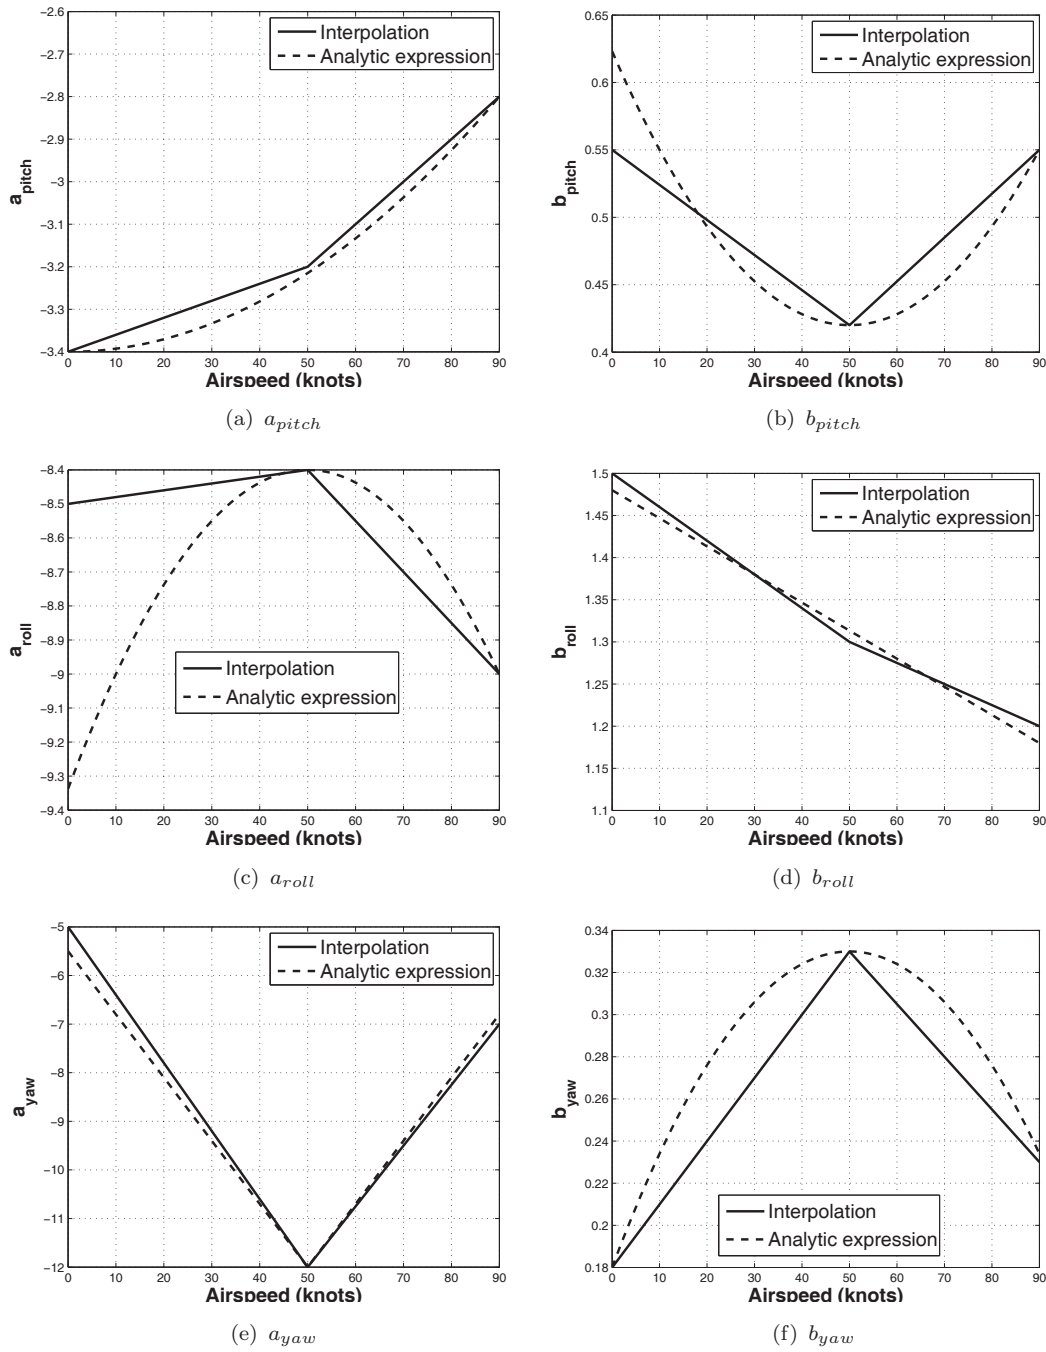 −2.6
−2.7
−2.8
−2.9
−3
−3.1
−3.2
−3.3
−3.4
a_pitch
Interpolation
Analytic expression
0 10 20 30 40 50 60 70 80 90
Airspeed (knots)
(a) a_pitch
0.65
0.6
0.55
0.5
0.45
0.4
b_pitch
Interpolation
Analytic expression
0 10 20 30 40 50 60 70 80 90
Airspeed (knots)
(b) b_pitch
−8.4
−8.5
−8.6
−8.7
−8.8
−8.9
−9
−9.1
−9.2
−9.3
−9.4
a_roll
Interpolation
Analytic expression
0 10 20 30 40 50 60 70 80 90
Airspeed (knots)
(c) a_roll
1.5
1.45
1.4
1.35
1.3
1.25
1.2
1.15
1.1
b_roll
Interpolation
Analytic expression
0 10 20 30 40 50 60 70 80 90
Airspeed (knots)
(d) b_roll
−5
−6
−7
−8
−9
−10
−11
−12
a_yaw
Interpolation
Analytic expression
0 10 20 30 40 50 60 70 80 90
Airspeed (knots)
(e) a_yaw
0.34
0.32
0.3
0.28
0.26
0.24
0.22
0.2
0.18
b_yaw
Interpolation
Analytic expression
0 10 20 30 40 50 60 70 80 90
Airspeed (knots)
(f) b_yaw